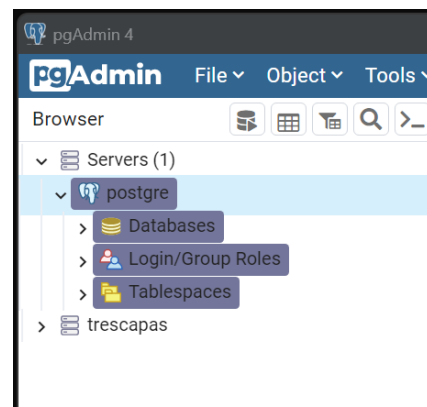 pgAdmin 4
pgAdmin File Object Tools
Browser
Servers (1)
postgre
Databases
Login/Group Roles
Tablespaces
trescapas